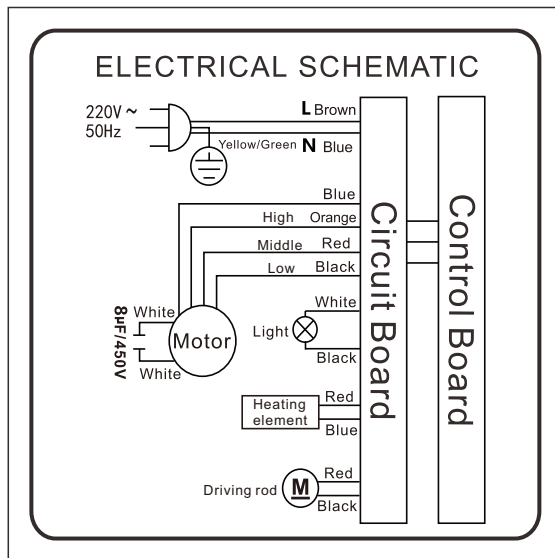 ELECTRICAL SCHEMATIC
220V ~
50Hz
L Brown
Yellow/Green N Blue
Blue
High Orange
Middle Red
Low Black
White
8µF/450V
White
Motor
Light
White
Black
Heating
element
Red
Blue
Driving rod
M
Red
Black
Circuit Board
Control Board